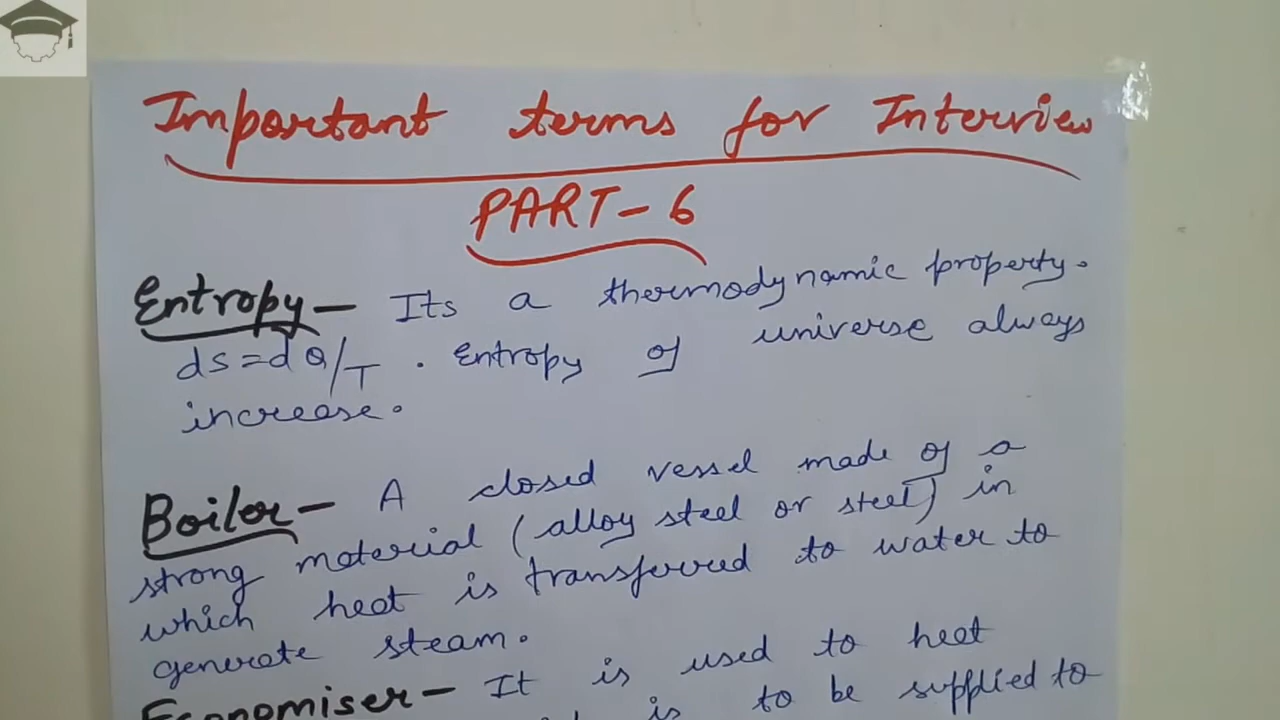 Important terms for Interview
PART-6
Entropy - Its a thermodynamic property.
ds=dQ/T . Entropy of universe always
increase.
Boiler - A closed vessel made of a
strong material (alloy steel or steel) in
which heat is transferred to water to
generate steam.
Economiser - It is used to heat
is to be supplied to